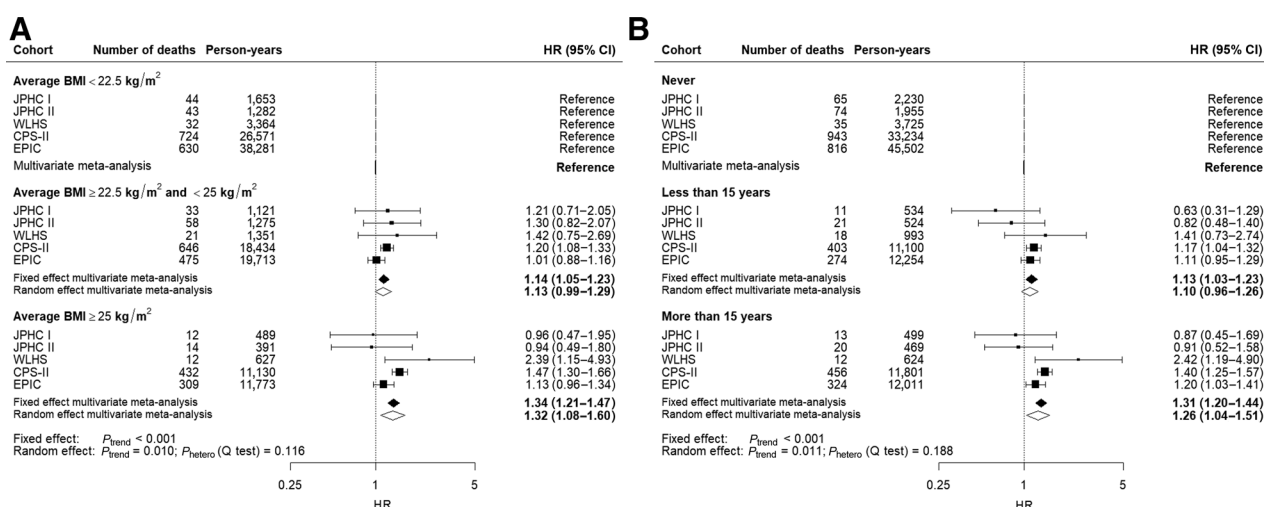 A
Cohort Number of deaths Person-years HR (95% CI)
Average BMI < 22.5 kg/m²
JPHC I 44 1,653 Reference
JPHC II 43 1,282 Reference
WLHS 32 3,364 Reference
CPS-II 724 26,571 Reference
EPIC 630 38,281 Reference
Multivariate meta-analysis Reference
Average BMI ≥ 22.5 kg/m² and < 25 kg/m²
JPHC I 33 1,121 1.21 (0.71–2.05)
JPHC II 58 1,275 1.30 (0.82–2.07)
WLHS 21 1,351 1.42 (0.75–2.69)
CPS-II 646 18,434 1.20 (1.08–1.33)
EPIC 475 19,713 1.01 (0.88–1.16)
Fixed effect multivariate meta-analysis 1.14 (1.05–1.23)
Random effect multivariate meta-analysis 1.13 (0.99–1.29)
Average BMI ≥ 25 kg/m²
JPHC I 12 489 0.96 (0.47–1.95)
JPHC II 14 391 0.94 (0.49–1.80)
WLHS 12 627 2.39 (1.15–4.93)
CPS-II 432 11,130 1.47 (1.30–1.66)
EPIC 309 11,773 1.13 (0.96–1.34)
Fixed effect multivariate meta-analysis 1.34 (1.21–1.47)
Random effect multivariate meta-analysis 1.32 (1.08–1.60)
Fixed effect: Ptrend < 0.001
Random effect: Ptrend = 0.010; Phetero (Q test) = 0.116
0.25 1 5
HR
B
Cohort Number of deaths Person-years HR (95% CI)
Never
JPHC I 65 2,230 Reference
JPHC II 74 1,955 Reference
WLHS 35 3,725 Reference
CPS-II 943 33,234 Reference
EPIC 816 45,502 Reference
Multivariate meta-analysis Reference
Less than 15 years
JPHC I 11 534 0.63 (0.31–1.29)
JPHC II 21 524 0.82 (0.48–1.40)
WLHS 18 993 1.41 (0.73–2.74)
CPS-II 403 11,100 1.17 (1.04–1.32)
EPIC 274 12,254 1.11 (0.95–1.29)
Fixed effect multivariate meta-analysis 1.13 (1.03–1.23)
Random effect multivariate meta-analysis 1.10 (0.96–1.26)
More than 15 years
JPHC I 13 499 0.87 (0.45–1.69)
JPHC II 20 469 0.91 (0.52–1.58)
WLHS 12 624 2.42 (1.19–4.90)
CPS-II 456 11,801 1.40 (1.25–1.57)
EPIC 324 12,011 1.20 (1.03–1.41)
Fixed effect multivariate meta-analysis 1.31 (1.20–1.44)
Random effect multivariate meta-analysis 1.26 (1.04–1.51)
Fixed effect: Ptrend < 0.001
Random effect: Ptrend = 0.011; Phetero (Q test) = 0.188
0.25 1 5
HR